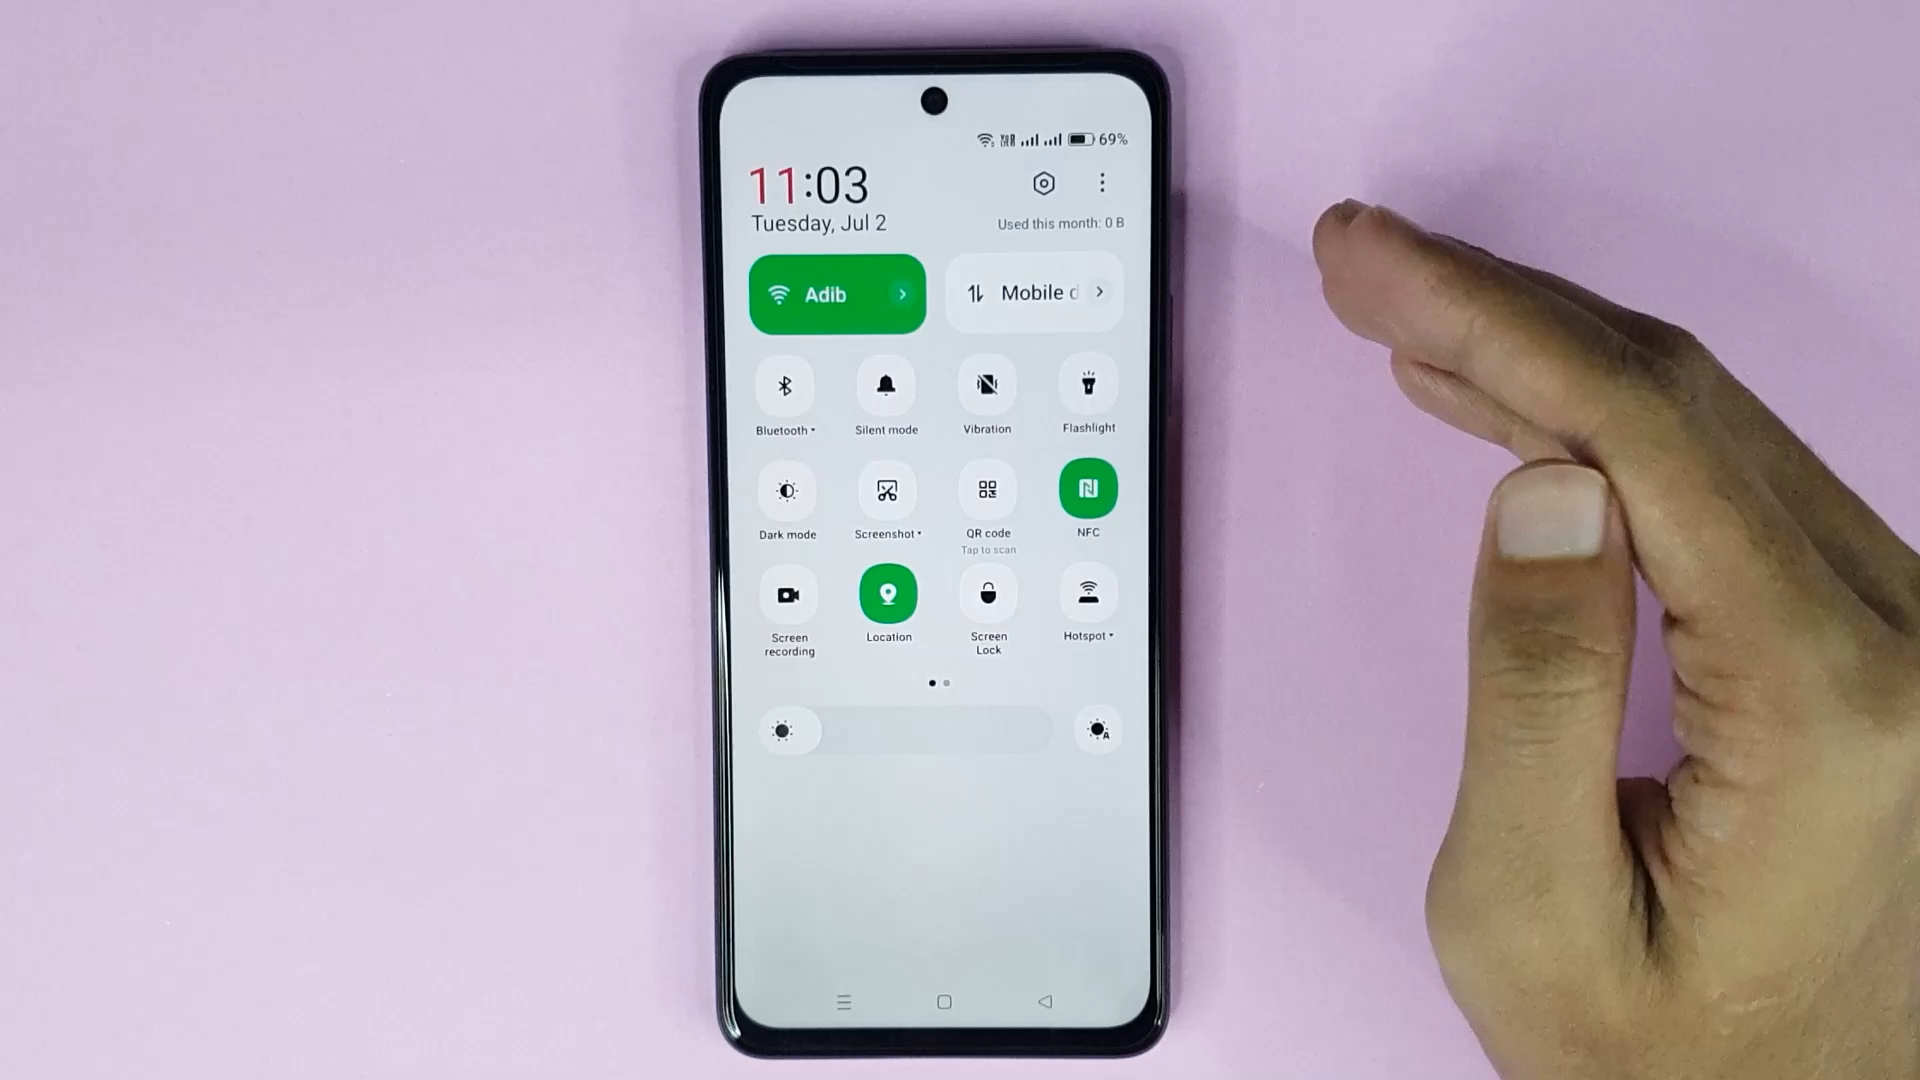 69%
11:03
Tuesday, Jul 2
Used this month: 0 B
Adib
Mobile d
Bluetooth
Silent mode
Vibration
Flashlight
Dark mode
Screenshot
QR code
NFC
Tap to scan
Screen
recording
Location
Screen
Lock
Hotspot
A